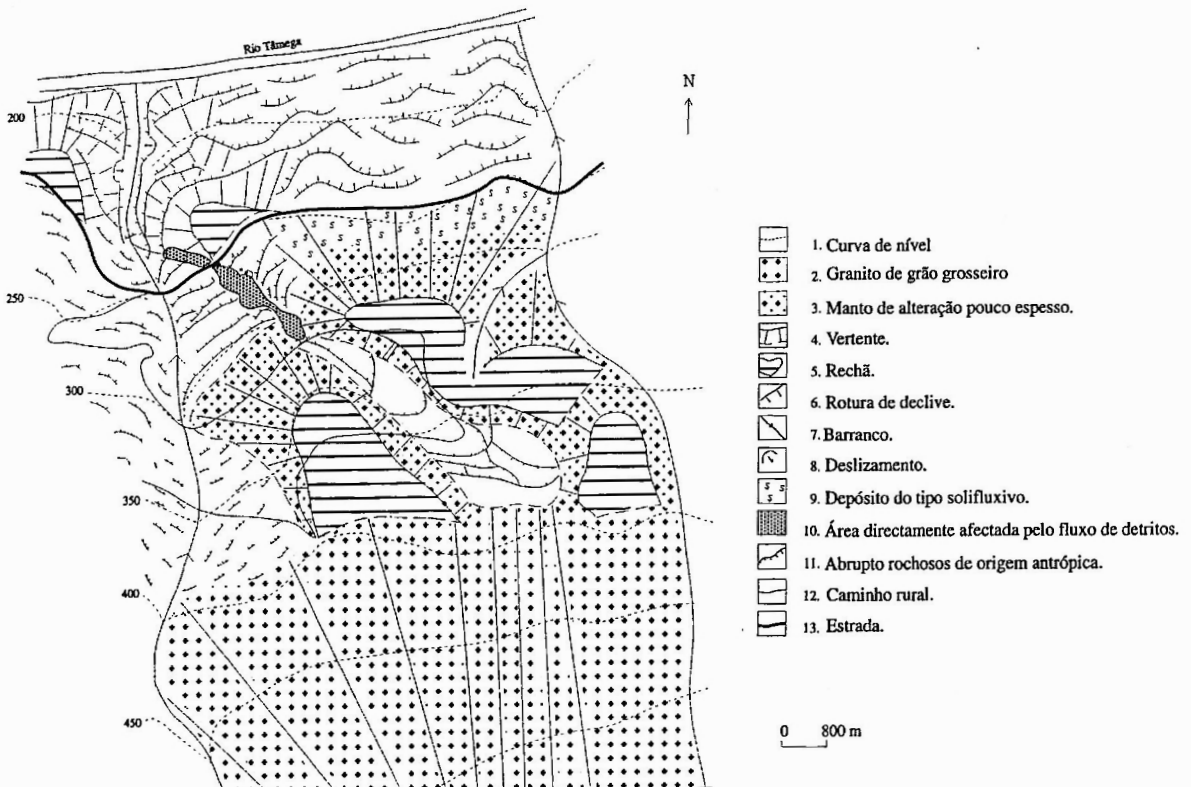 Rio Tâmega
N
200
250
300
350
400
450
1. Curva de nível
2. Granito de grão grosseiro
3. Manto de alteração pouco espesso.
4. Vertente.
5. Rechã.
6. Rotura de declive.
7. Barranco.
8. Deslizamento.
9. Depósito do tipo solifluxivo.
10. Área directamente afectada pelo fluxo de detritos.
11. Abrupto rochosos de origem antrópica.
12. Caminho rural.
13. Estrada.
0 800 m